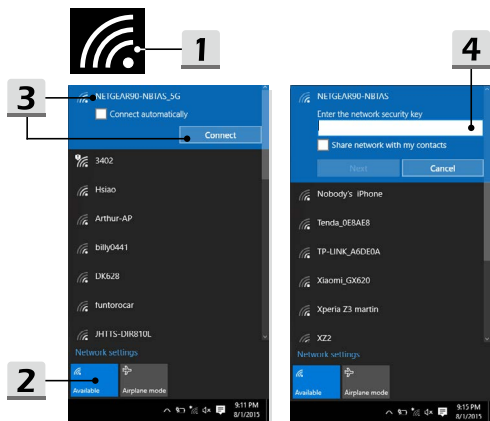 1
3
4
NETGEAR90-NBTAS_5G
Connect automatically
Connect
3402
Hsiao
Arthur-AP
billy0441
DK628
funtorocar
JHTTS-DIR810L
Network settings
2
Available
Airplane mode
9:11 PM
8/1/2015
NETGEAR90-NBTAS
Enter the network security key
Share network with my contacts
Next
Cancel
Nobody's iPhone
Tenda_0E8AE8
TP-LINK_A6DE0A
Xiaomi_GX620
Xperia Z3 martin
XZ2
Network settings
Available
Airplane mode
9:15 PM
8/1/2015